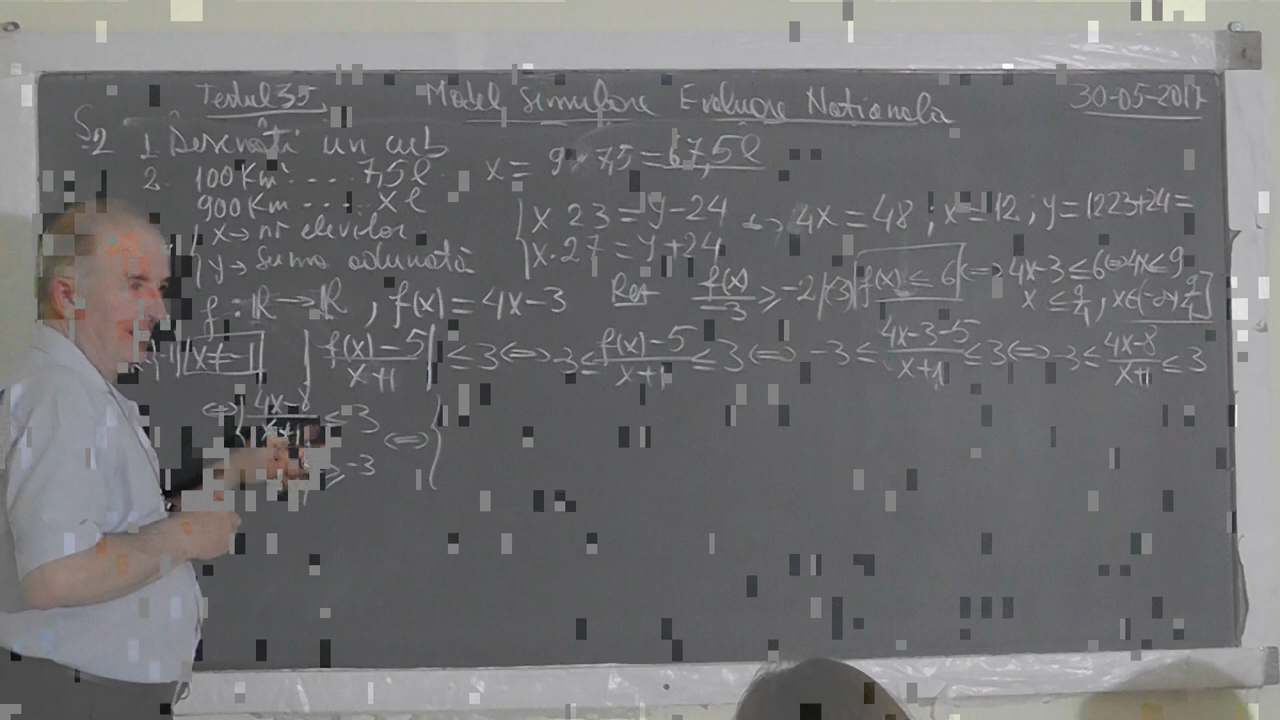 Testul 35 Model Simulare Evaluare Nationala 30-05-2017
S2 1. Desenați un cub
2. 100 Km .... 7,5 l x = 9 · 7,5 = 67,5 l
900 Km .... x l
x → nr elevilor { x·23 = y-24 ⇔ 4x = 48 ; x = 12 ; y = 12·23+24 =
y → suma adunată x·27 = y+24
f : ℝ → ℝ , f(x) = 4x-3 f(x)/-3 ≥ -2 |·(-3) f(x) ≤ 6 ⇔ 4x-3 ≤ 6 ⇔ 4x ≤ 9
x ≤ 9/4 , x∈(-∞; 9/4]
x ≠ -1 | (f(x)-5)/(x+1) | ≤ 3 ⇔ -3 ≤ (f(x)-5)/(x+1) ≤ 3 ⇔ -3 ≤ (4x-3-5)/(x+1) ≤ 3 ⇔ -3 ≤ (4x-8)/(x+1) ≤ 3
⇔ { (4x-8)/(x+1) ≤ 3 ⇔ {
≥ -3